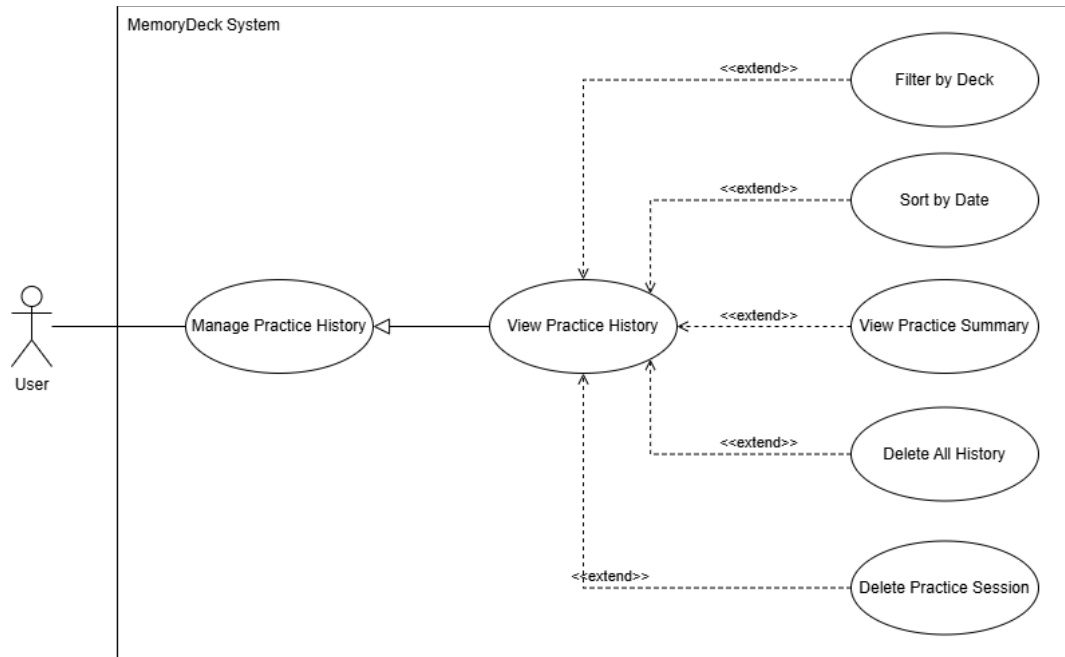 MemoryDeck System
<<extend>>
Filter by Deck
<<extend>>
Sort by Date
Manage Practice History
View Practice History
<<extend>>
View Practice Summary
User
<<extend>>
Delete All History
<<extend>>
Delete Practice Session